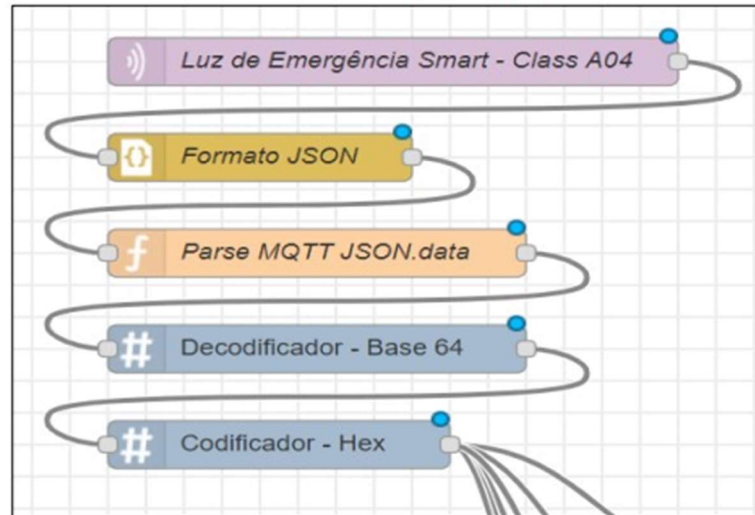 Luz de Emergência Smart - Class A04
Formato JSON
Parse MQTT JSON.data
Decodificador - Base 64
Codificador - Hex